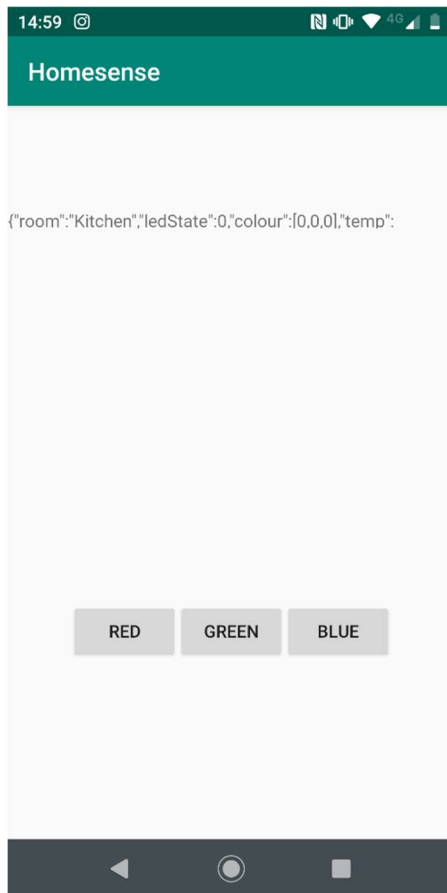 14:59
4G
Homesense
{"room":"Kitchen","ledState":0,"colour":[0,0,0],"temp":
RED GREEN BLUE